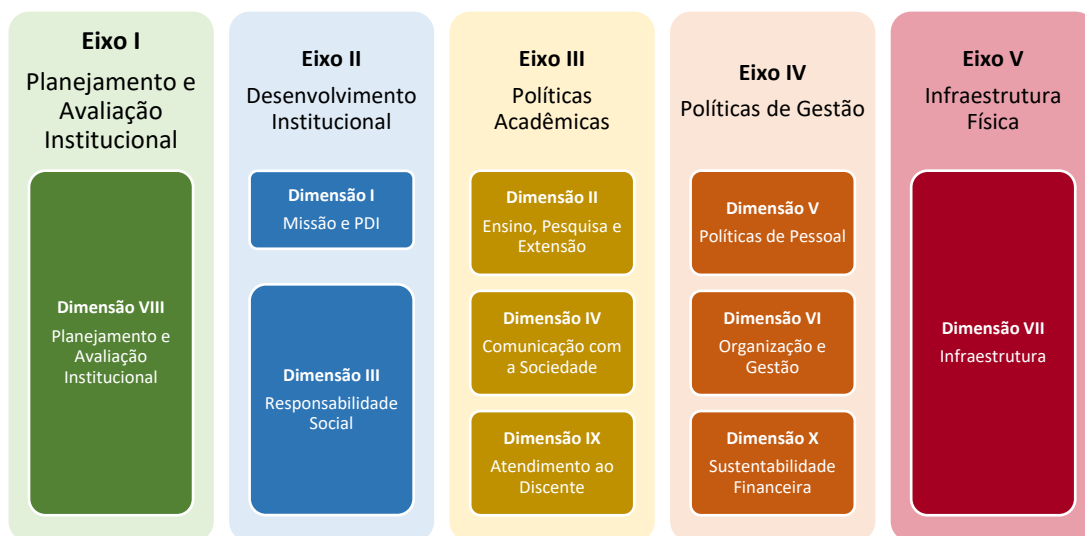 Eixo I
Planejamento e
Avaliação
Institucional
Dimensão VIII
Planejamento e
Avaliação
Institucional
Eixo II
Desenvolvimento
Institucional
Dimensão I
Missão e PDI
Dimensão III
Responsabilidade
Social
Eixo III
Políticas
Acadêmicas
Dimensão II
Ensino, Pesquisa e
Extensão
Dimensão IV
Comunicação com
a Sociedade
Dimensão IX
Atendimento ao
Discente
Eixo IV
Políticas de Gestão
Dimensão V
Políticas de Pessoal
Dimensão VI
Organização e
Gestão
Dimensão X
Sustentabilidade
Financeira
Eixo V
Infraestrutura
Física
Dimensão VII
Infraestrutura